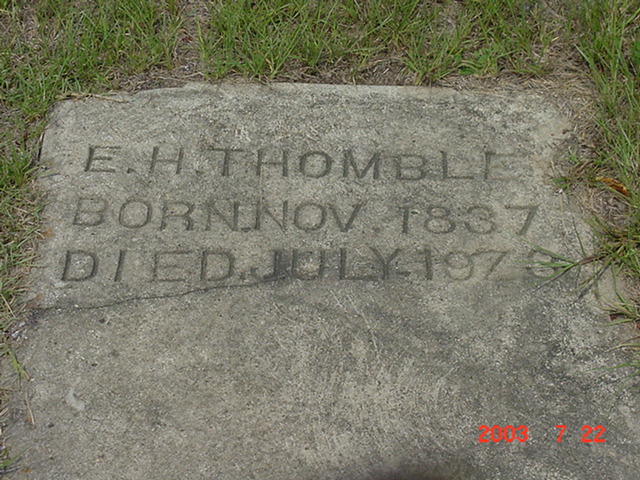 E. H. THOMBLE
BORN. NOV. 1837
DIED. JULY. 1973
2003 7 22